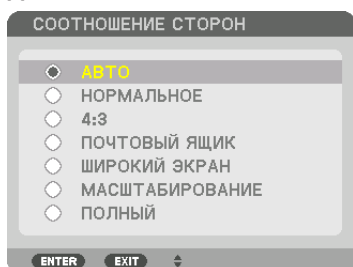 СООТНОШЕНИЕ СТОРОН
АВТО
НОРМАЛЬНОЕ
4:3
ПОЧТОВЫЙ ЯЩИК
ШИРОКИЙ ЭКРАН
МАСШТАБИРОВАНИЕ
ПОЛНЫЙ
ENTER EXIT